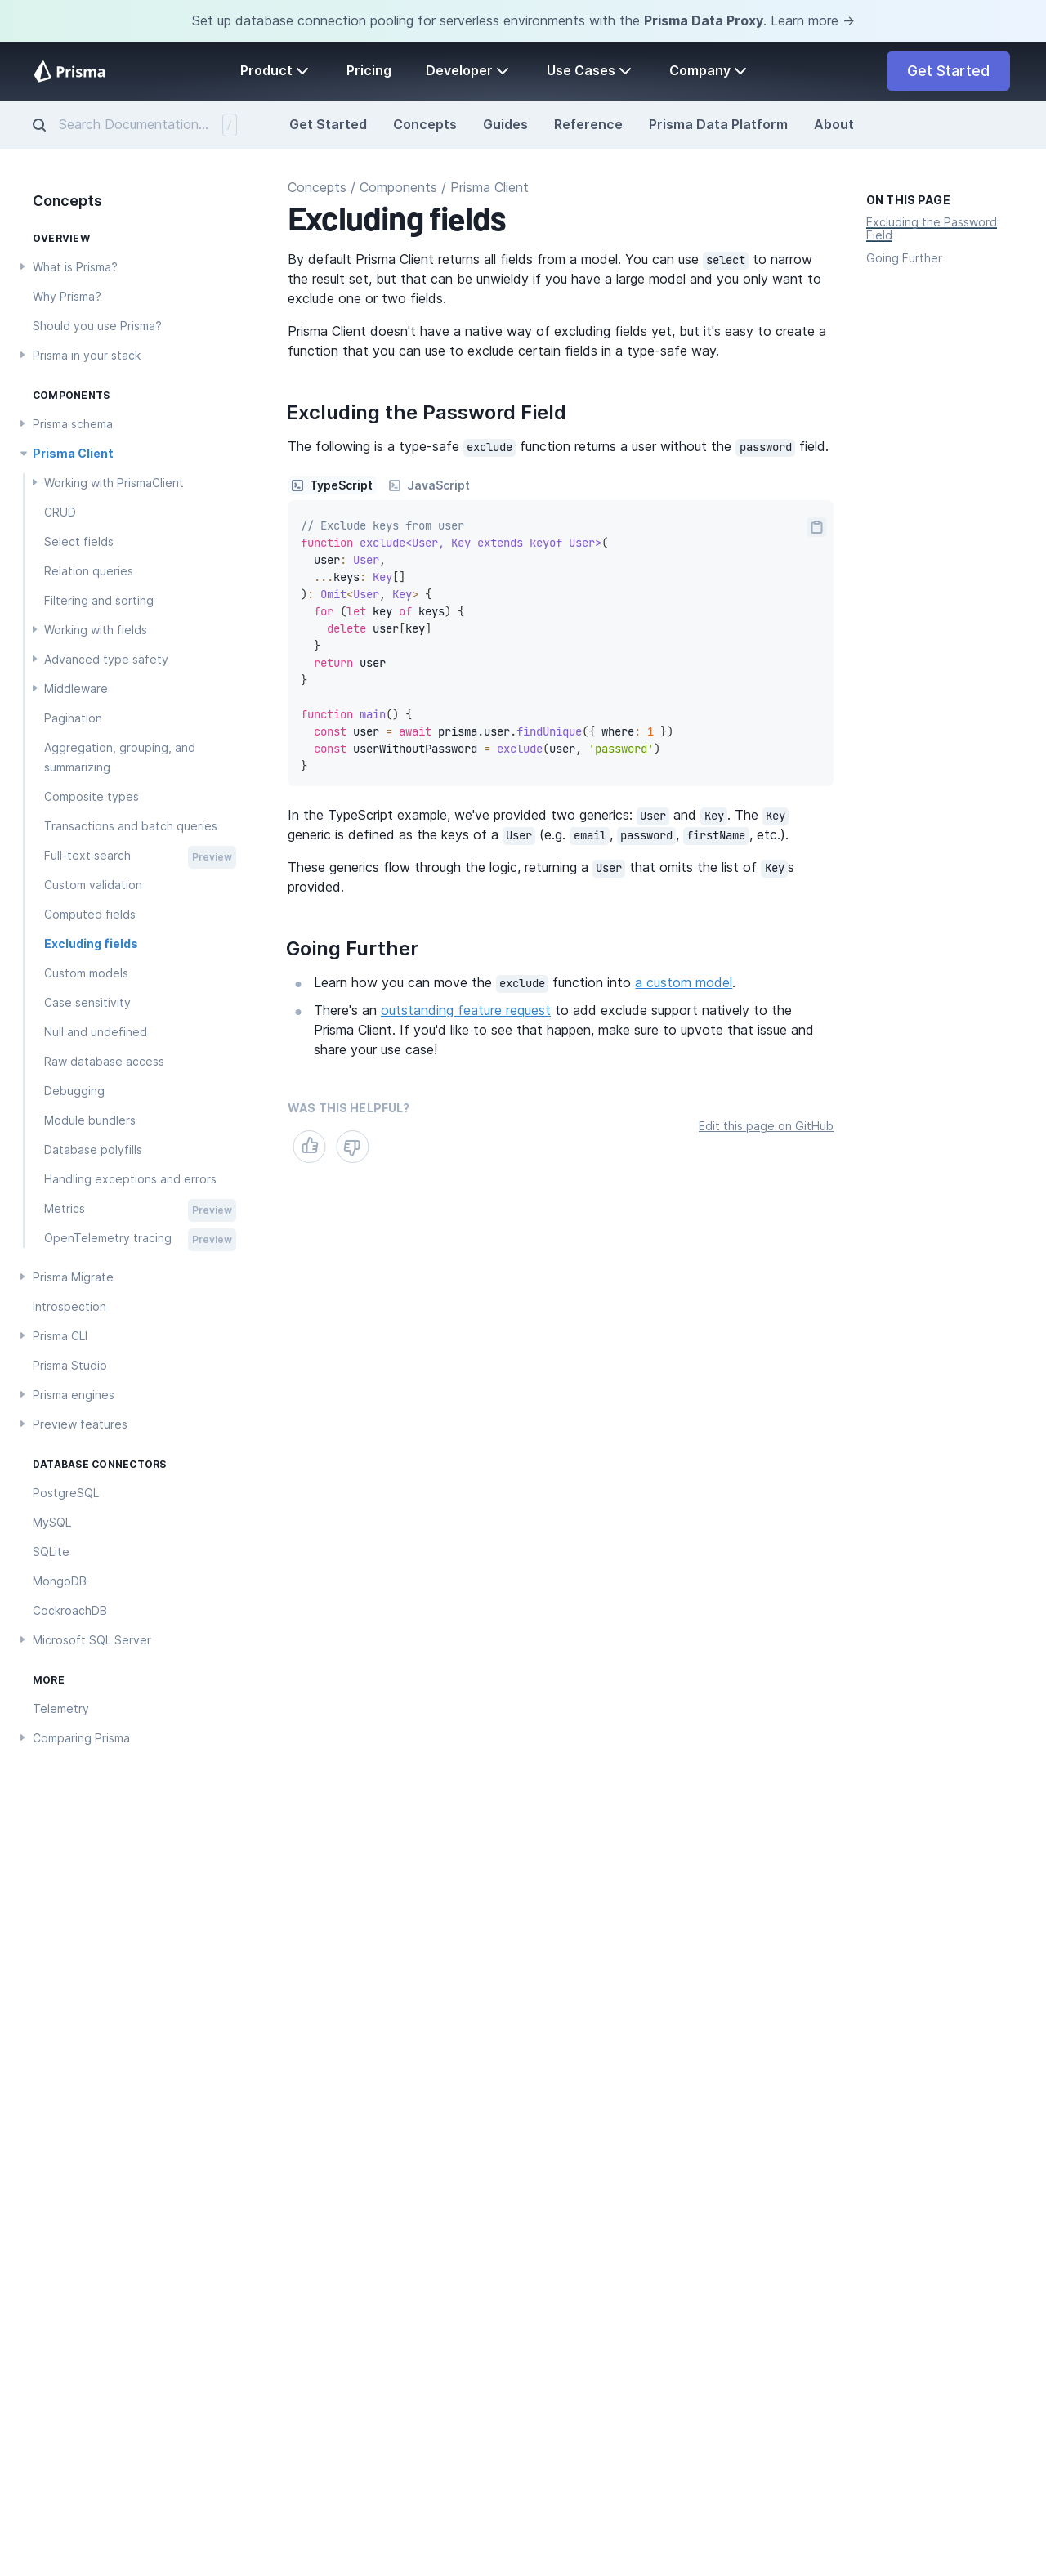 Set up database connection pooling for serverless environments with the Prisma Data Proxy. Learn more →
Prisma
Product
Pricing
Developer
Use Cases
Company
Get Started
Search Documentation...
/
Get Started
Concepts
Guides
Reference
Prisma Data Platform
About
Concepts
OVERVIEW
What is Prisma?
Why Prisma?
Should you use Prisma?
Prisma in your stack
COMPONENTS
Prisma schema
Prisma Client
Working with PrismaClient
CRUD
Select fields
Relation queries
Filtering and sorting
Working with fields
Advanced type safety
Middleware
Pagination
Aggregation, grouping, and
summarizing
Composite types
Transactions and batch queries
Full-text search
Preview
Custom validation
Computed fields
Excluding fields
Custom models
Case sensitivity
Null and undefined
Raw database access
Debugging
Module bundlers
Database polyfills
Handling exceptions and errors
Metrics
Preview
OpenTelemetry tracing
Preview
Prisma Migrate
Introspection
Prisma CLI
Prisma Studio
Prisma engines
Preview features
DATABASE CONNECTORS
PostgreSQL
MySQL
SQLite
MongoDB
CockroachDB
Microsoft SQL Server
MORE
Telemetry
Comparing Prisma
Concepts / Components / Prisma Client
Excluding fields
By default Prisma Client returns all fields from a model. You can use select to narrow
the result set, but that can be unwieldy if you have a large model and you only want to
exclude one or two fields.
Prisma Client doesn't have a native way of excluding fields yet, but it's easy to create a
function that you can use to exclude certain fields in a type-safe way.
Excluding the Password Field
The following is a type-safe exclude function returns a user without the password field.
TypeScript
JavaScript
// Exclude keys from user
function exclude<User, Key extends keyof User>(
  user: User,
  ...keys: Key[]
): Omit<User, Key> {
  for (let key of keys) {
    delete user[key]
  }
  return user
}
function main() {
  const user = await prisma.user.findUnique({ where: 1 })
  const userWithoutPassword = exclude(user, 'password')
}
In the TypeScript example, we've provided two generics: User and Key. The Key
generic is defined as the keys of a User (e.g. email, password, firstName, etc.).
These generics flow through the logic, returning a User that omits the list of Keys
provided.
Going Further
Learn how you can move the exclude function into a custom model.
There's an outstanding feature request to add exclude support natively to the
Prisma Client. If you'd like to see that happen, make sure to upvote that issue and
share your use case!
WAS THIS HELPFUL?
Edit this page on GitHub
ON THIS PAGE
Excluding the Password
Field
Going Further